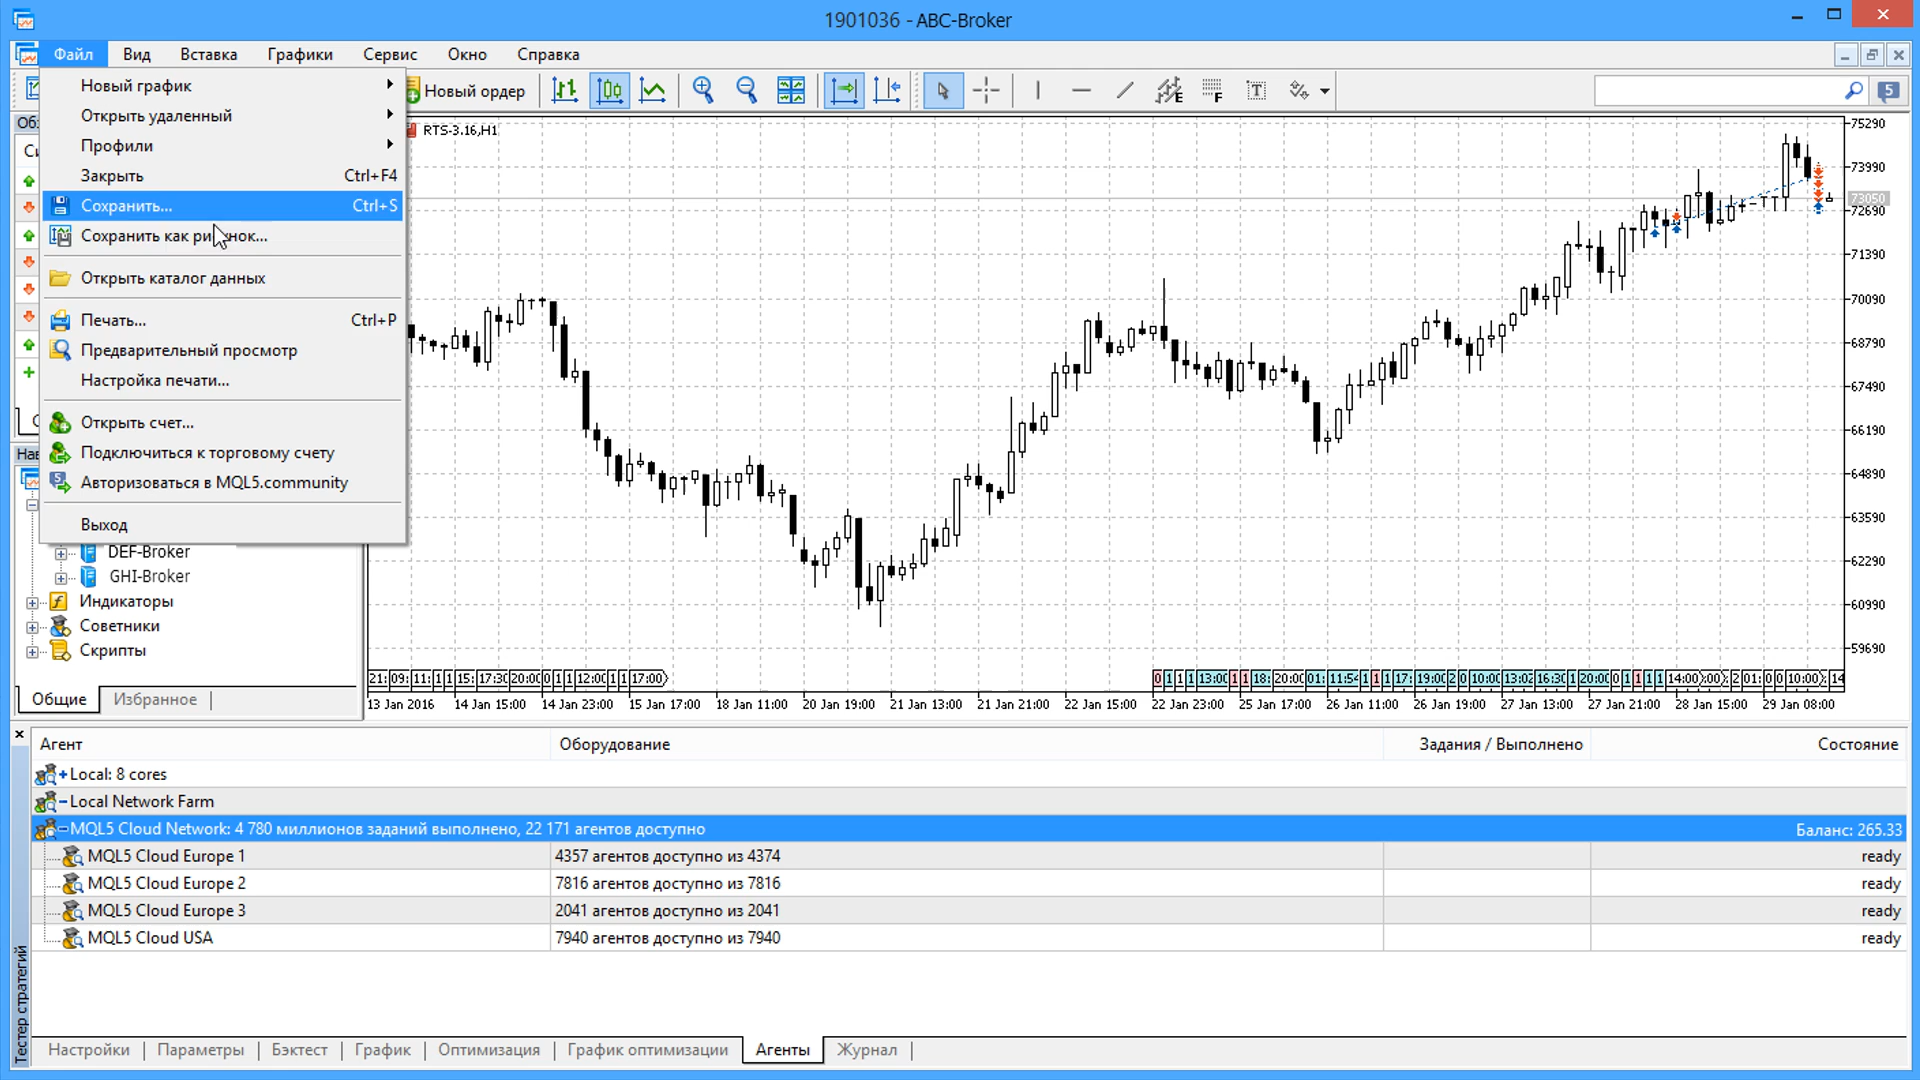 1901036 - ABC-Broker
Файл Вид Вставка Графики Сервис Окно Справка
Новый ордер
5
Новый график
Открыть удаленный
Профили
Закрыть Ctrl+F4
Сохранить... Ctrl+S
Сохранить как рисунок...
Открыть каталог данных
Печать... Ctrl+P
Предварительный просмотр
Настройка печати...
Открыть счет...
Подключиться к торговому счету
Авторизоваться в MQL5.community
Выход
DEF-Broker
GHI-Broker
Индикаторы
Советники
Скрипты
Общие Избранное
RTS-3.16,H1
75290
73990
73050
72690
71390
70090
68790
67490
66190
64890
63590
62290
60990
59690
13 Jan 2016 14 Jan 15:00 14 Jan 23:00 15 Jan 17:00 18 Jan 11:00 20 Jan 19:00 21 Jan 13:00 21 Jan 21:00 22 Jan 15:00 22 Jan 23:00 25 Jan 17:00 26 Jan 11:00 26 Jan 19:00 27 Jan 13:00 27 Jan 21:00 28 Jan 15:00 29 Jan 08:00
Агент Оборудование Задания / Выполнено Состояние
Local: 8 cores
Local Network Farm
MQL5 Cloud Network: 4 780 миллионов заданий выполнено, 22 171 агентов доступно Баланс: 265.33
MQL5 Cloud Europe 1 4357 агентов доступно из 4374 ready
MQL5 Cloud Europe 2 7816 агентов доступно из 7816 ready
MQL5 Cloud Europe 3 2041 агентов доступно из 2041 ready
MQL5 Cloud USA 7940 агентов доступно из 7940 ready
Тестер стратегий
Настройки Параметры Бэктест График Оптимизация График оптимизации Агенты Журнал